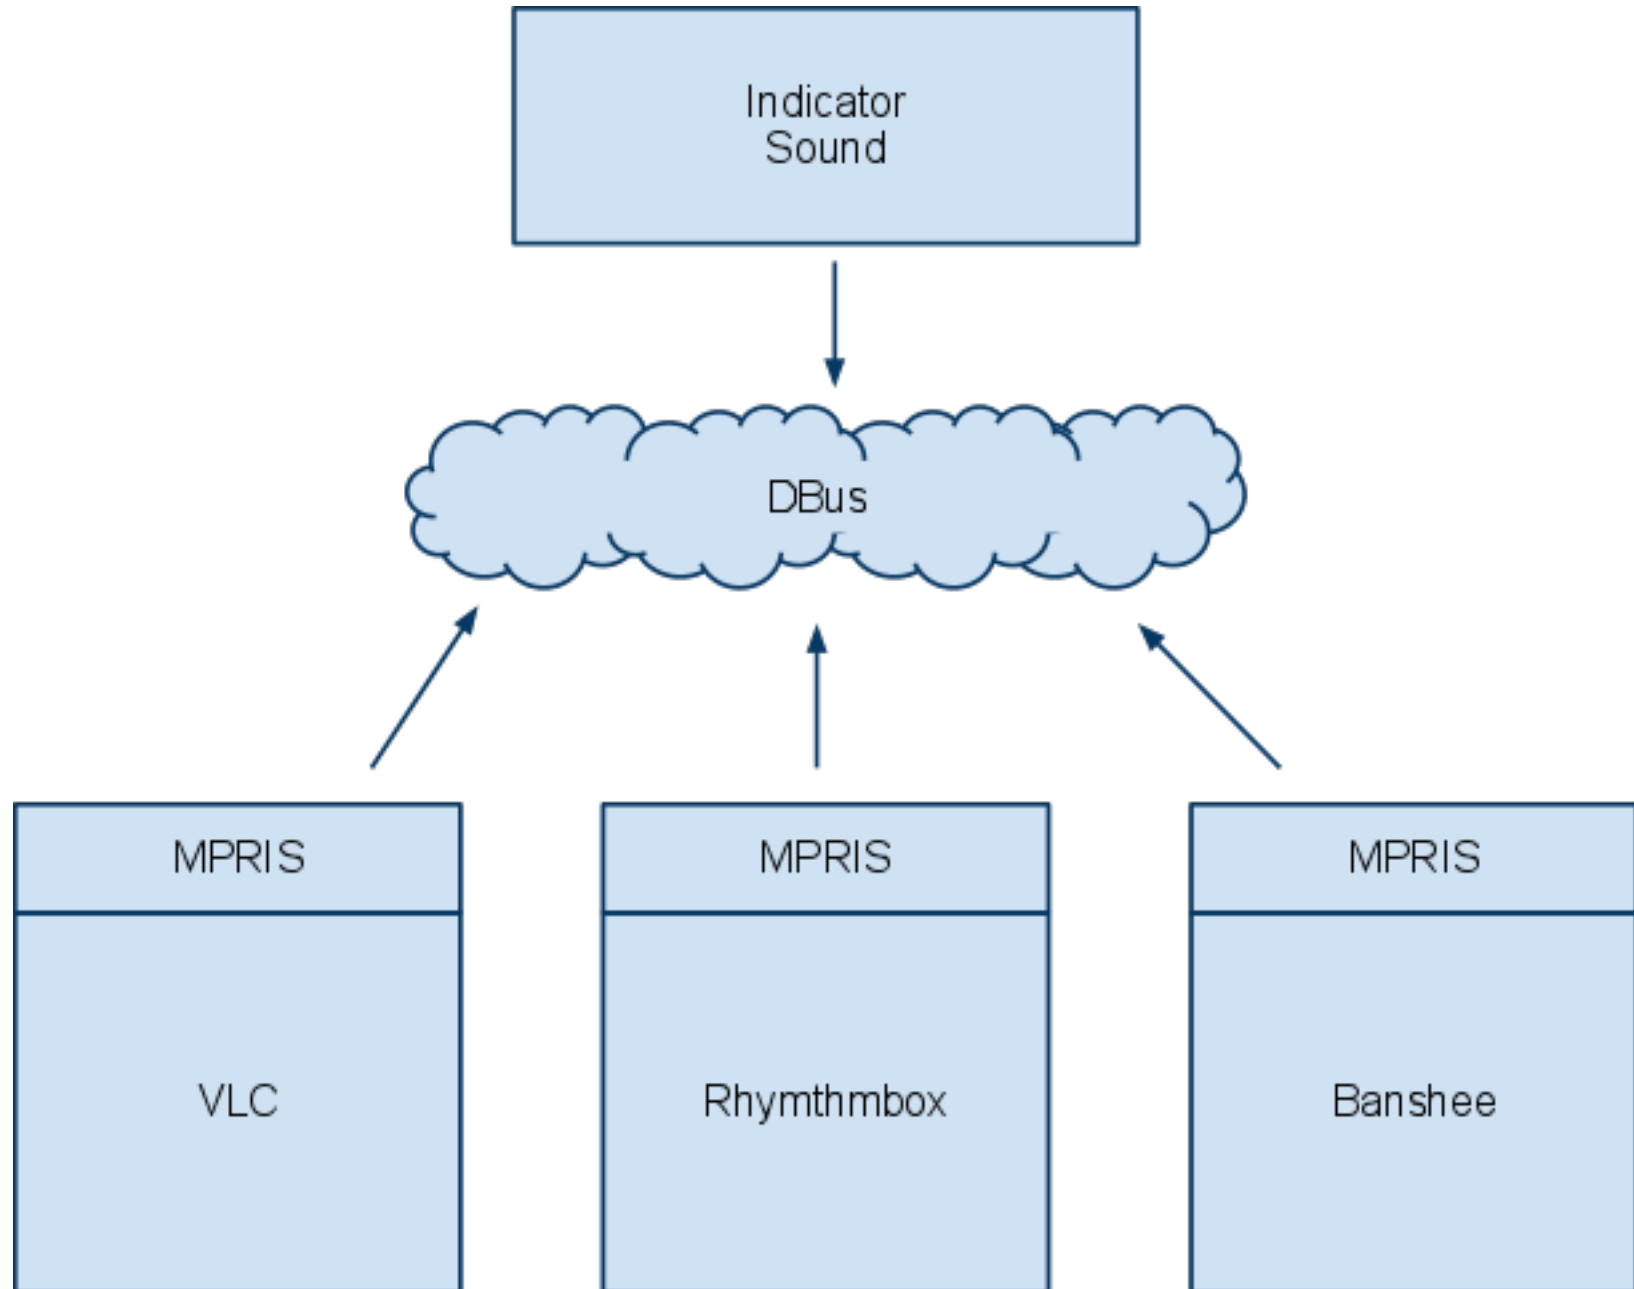 Indicator
Sound
DBus
MPRIS
MPRIS
MPRIS
VLC
Rhymthmbox
Banshee